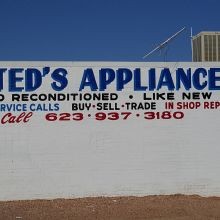 TED'S APPLIANCE
RECONDITIONED • LIKE NEW
SERVICE CALLS BUY • SELL • TRADE IN SHOP REP
Call 623 • 937 • 3180